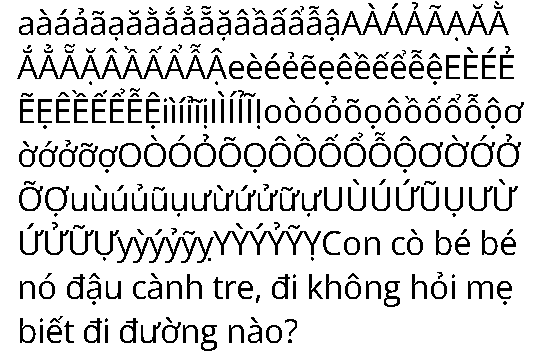 aàáảãạăằắẳẵặâầấẩẫậAÀÁẢÃẠĂẰ
ẮẲẴẶÂẦẤẨẪẬeèéẻẽẹêềếểễệEÈÉẺ
ẼẸÊỀẾỂỄỆiìíỉĩịIÌÍỈĨỊoòóỏõọôồốổỗộơ
ờớởỡợOÒÓỎÕỌÔỒỐỔỖỘƠỜỚỞ
ỠỢuùúủũụưừứửữựUÙÚỨŨỤƯỪ
ỨỬỮỰyỳýỷỹỵYỲÝỶỸỴCon cò bé bé
nó đậu cành tre, đi không hỏi mẹ
biết đi đường nào?